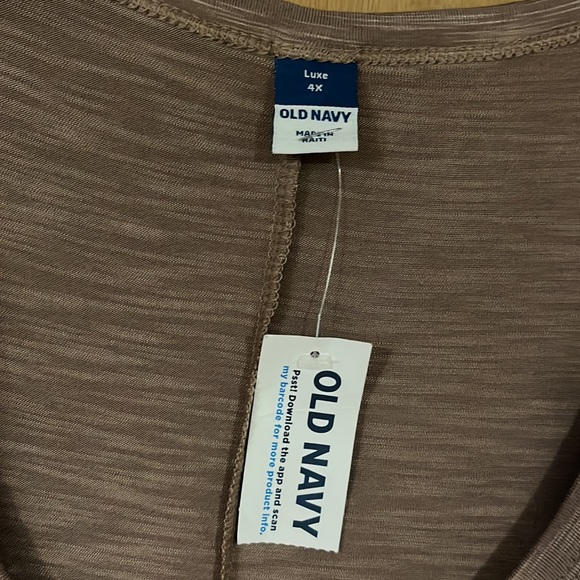 Luxe
4X
OLD NAVY
MADE IN
HAITI
OLD NAVY
Psst! Download the app and scan
my barcode for more product info.